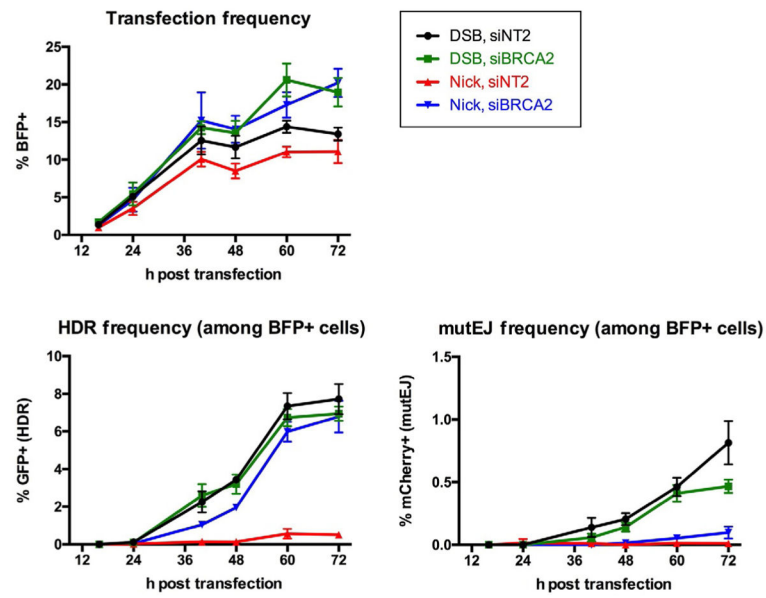 Transfection frequency
% BFP+
25
20
15
10
5
0
12 24 36 48 60 72
h post transfection
DSB, siNT2
DSB, siBRCA2
Nick, siNT2
Nick, siBRCA2
HDR frequency (among BFP+ cells)
% GFP+ (HDR)
10
8
6
4
2
0
12 24 36 48 60 72
h post transfection
mutEJ frequency (among BFP+ cells)
% mCherry+ (mutEJ)
1.5
1.0
0.5
0.0
12 24 36 48 60 72
h post transfection